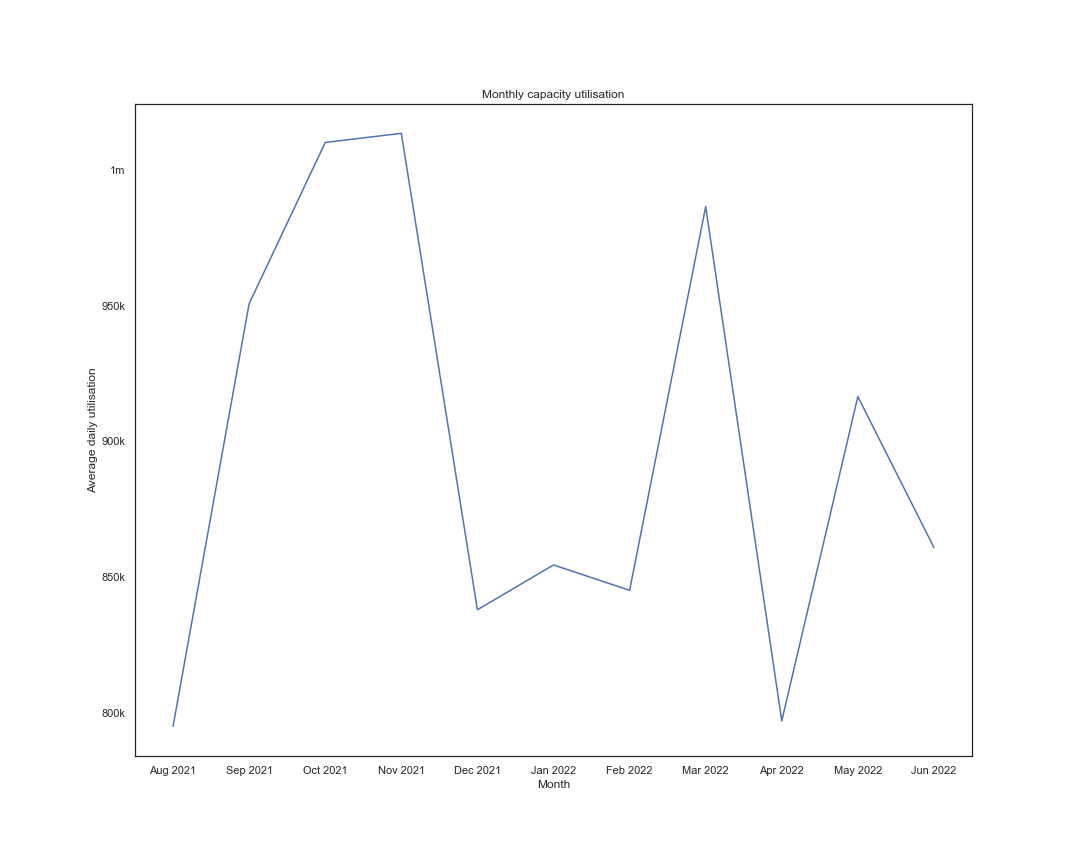 Monthly capacity utilisation
1m
950k
900k
850k
800k
Average daily utilisation
Aug 2021 Sep 2021 Oct 2021 Nov 2021 Dec 2021 Jan 2022 Feb 2022 Mar 2022 Apr 2022 May 2022 Jun 2022
Month